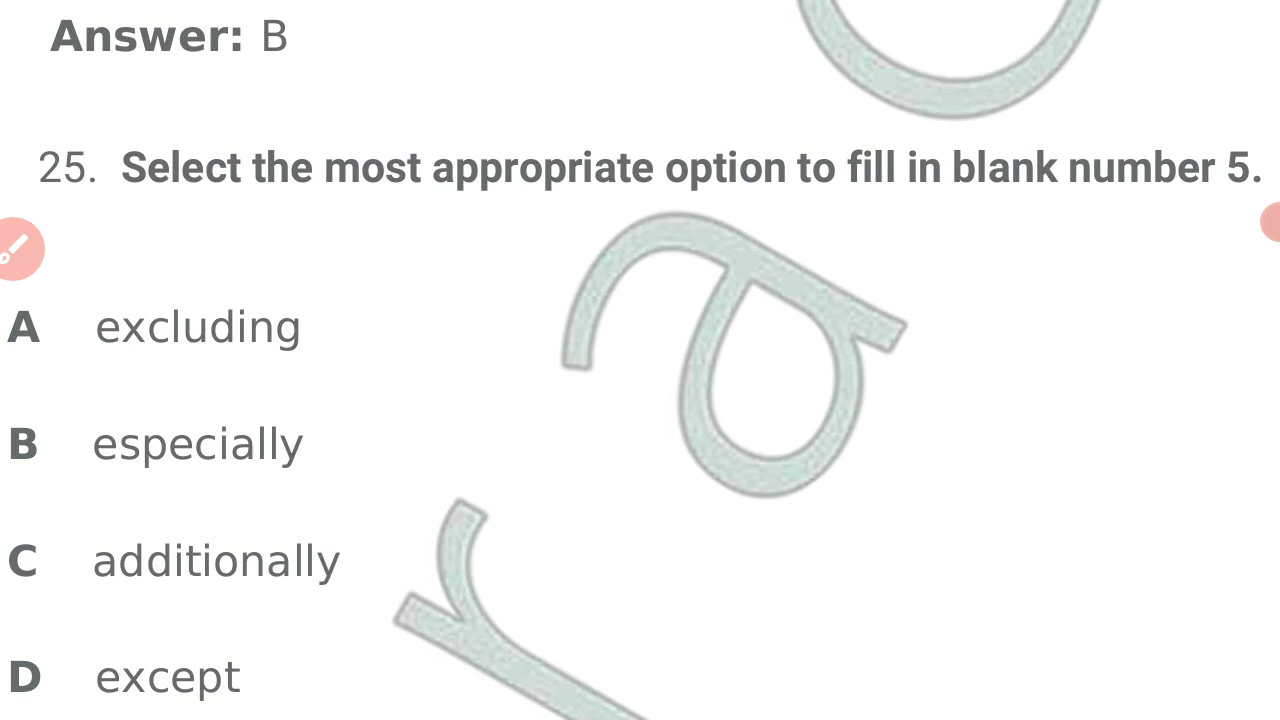 Answer: B
25. Select the most appropriate option to fill in blank number 5.
A excluding
B especially
C additionally
D except